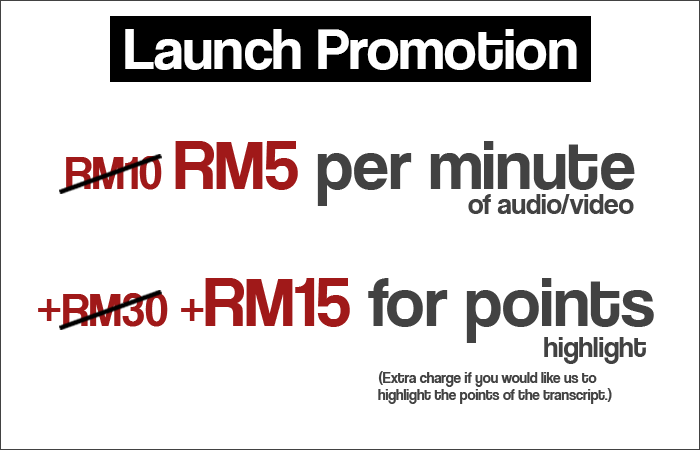 Launch Promotion
RM10 RM5 per minute
of audio/video
+RM30 +RM15 for points
highlight
(Extra charge if you would like us to
highlight the points of the transcript.)